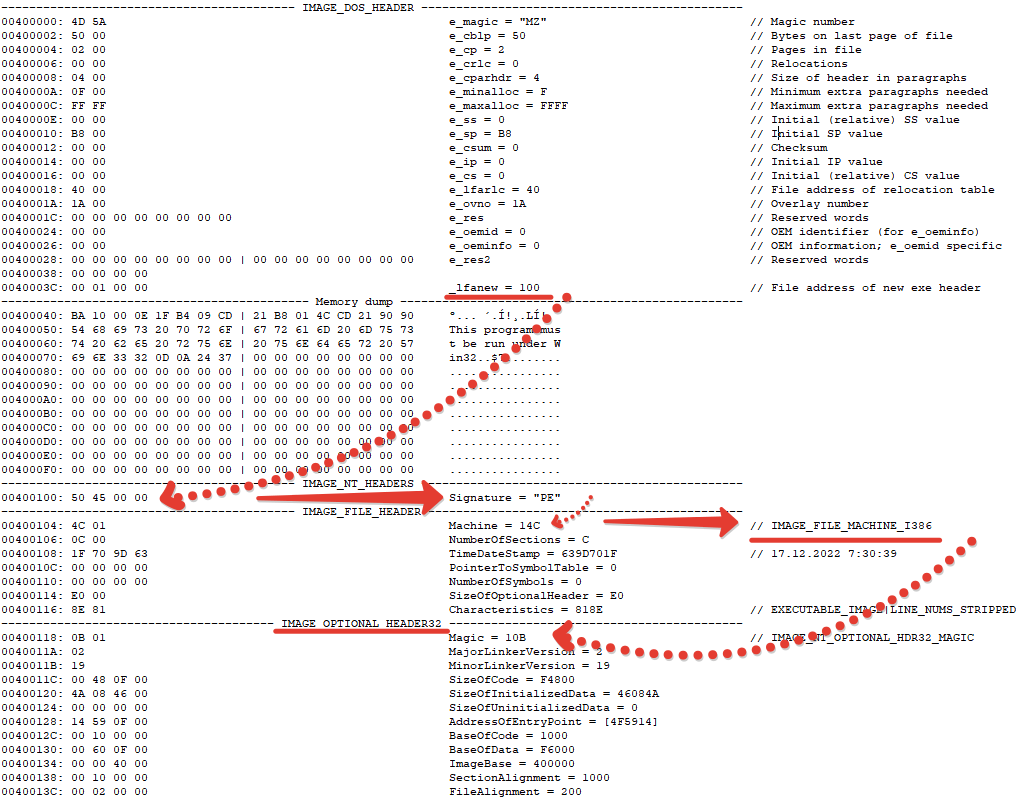 IMAGE_DOS_HEADER
00400000: 4D 5A e_magic = "MZ" // Magic number
00400002: 50 00 e_cblp = 50 // Bytes on last page of file
00400004: 02 00 e_cp = 2 // Pages in file
00400006: 00 00 e_crlc = 0 // Relocations
00400008: 04 00 e_cparhdr = 4 // Size of header in paragraphs
0040000A: 0F 00 e_minalloc = F // Minimum extra paragraphs needed
0040000C: FF FF e_maxalloc = FFFF // Maximum extra paragraphs needed
0040000E: 00 00 e_ss = 0 // Initial (relative) SS value
00400010: B8 00 e_sp = B8 // Initial SP value
00400012: 00 00 e_csum = 0 // Checksum
00400014: 00 00 e_ip = 0 // Initial IP value
00400016: 00 00 e_cs = 0 // Initial (relative) CS value
00400018: 40 00 e_lfarlc = 40 // File address of relocation table
0040001A: 1A 00 e_ovno = 1A // Overlay number
0040001C: 00 00 00 00 00 00 00 00 e_res // Reserved words
00400024: 00 00 e_oemid = 0 // OEM identifier (for e_oeminfo)
00400026: 00 00 e_oeminfo = 0 // OEM information; e_oemid specific
00400028: 00 00 00 00 00 00 00 00 | 00 00 00 00 00 00 00 00 e_res2 // Reserved words
00400038: 00 00 00 00
0040003C: 00 01 00 00 _lfanew = 100 // File address of new exe header
Memory dump
00400040: BA 10 00 0E 1F B4 09 CD | 21 B8 01 4C CD 21 90 90 º... ´.Í!¸.LÍ!
00400050: 54 68 69 73 20 70 72 6F | 67 72 61 6D 20 6D 75 73 This program mus
00400060: 74 20 62 65 20 72 75 6E | 20 75 6E 64 65 72 20 57 t be run under W
00400070: 69 6E 33 32 0D 0A 24 37 | 00 00 00 00 00 00 00 00 in32..$7........
00400080: 00 00 00 00 00 00 00 00 | 00 00 00 00 00 00 00 00 ................
00400090: 00 00 00 00 00 00 00 00 | 00 00 00 00 00 00 00 00 ................
004000A0: 00 00 00 00 00 00 00 00 | 00 00 00 00 00 00 00 00 ................
004000B0: 00 00 00 00 00 00 00 00 | 00 00 00 00 00 00 00 00 ................
004000C0: 00 00 00 00 00 00 00 00 | 00 00 00 00 00 00 00 00 ................
004000D0: 00 00 00 00 00 00 00 00 | 00 00 00 00 00 00 00 00 ................
004000E0: 00 00 00 00 00 00 00 00 | 00 00 00 00 00 00 00 00 ................
004000F0: 00 00 00 00 00 00 00 00 | 00 00 00 00 00 00 00 00 ................
IMAGE_NT_HEADERS
00400100: 50 45 00 00 Signature = "PE"
IMAGE_FILE_HEADER
00400104: 4C 01 Machine = 14C // IMAGE_FILE_MACHINE_I386
00400106: 0C 00 NumberOfSections = C
00400108: 1F 70 9D 63 TimeDateStamp = 639D701F // 17.12.2022 7:30:39
0040010C: 00 00 00 00 PointerToSymbolTable = 0
00400110: 00 00 00 00 NumberOfSymbols = 0
00400114: E0 00 SizeOfOptionalHeader = E0
00400116: 8E 81 Characteristics = 818E // EXECUTABLE_IMAGE|LINE_NUMS_STRIPPED
IMAGE_OPTIONAL_HEADER32
00400118: 0B 01 Magic = 10B // IMAGE_NT_OPTIONAL_HDR32_MAGIC
0040011A: 02 MajorLinkerVersion = 2
0040011B: 19 MinorLinkerVersion = 19
0040011C: 00 48 0F 00 SizeOfCode = F4800
00400120: 4A 08 46 00 SizeOfInitializedData = 46084A
00400124: 00 00 00 00 SizeOfUninitializedData = 0
00400128: 14 59 0F 00 AddressOfEntryPoint = [4F5914]
0040012C: 00 10 00 00 BaseOfCode = 1000
00400130: 00 60 0F 00 BaseOfData = F6000
00400134: 00 00 40 00 ImageBase = 400000
00400138: 00 10 00 00 SectionAlignment = 1000
0040013C: 00 02 00 00 FileAlignment = 200